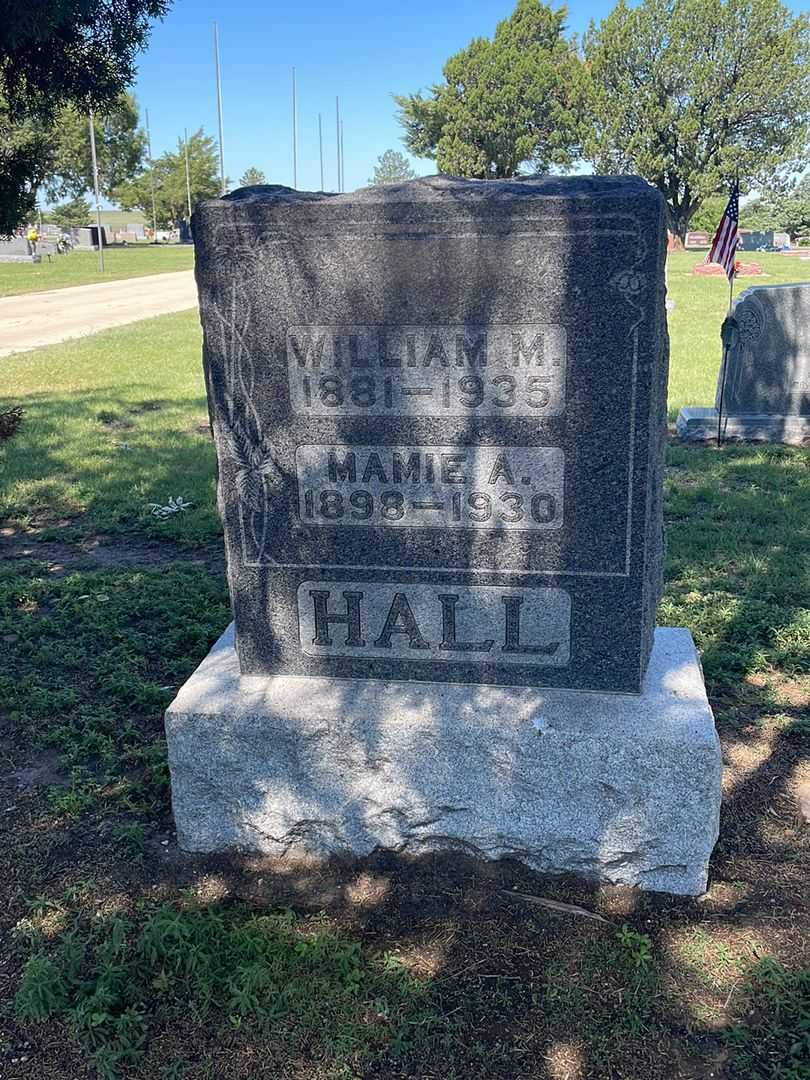 WILLIAM M.
1881–1935
MAMIE A.
1898–1930
HALL